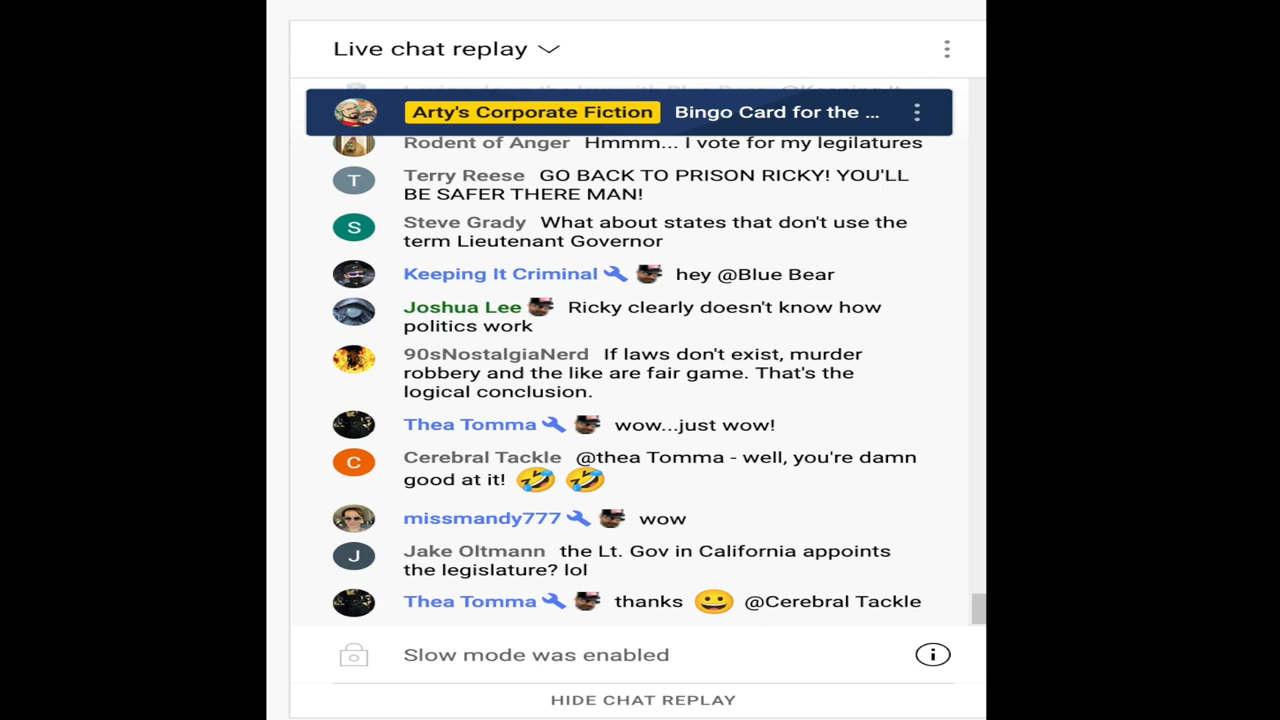 Live chat replay
Arty's Corporate Fiction Bingo Card for the ...
Rodent of Anger Hmmm... I vote for my legilatures
T Terry Reese GO BACK TO PRISON RICKY! YOU'LL
BE SAFER THERE MAN!
S Steve Grady What about states that don't use the
term Lieutenant Governor
Keeping It Criminal hey @Blue Bear
Joshua Lee Ricky clearly doesn't know how
politics work
90sNostalgiaNerd If laws don't exist, murder
robbery and the like are fair game. That's the
logical conclusion.
Thea Tomma wow...just wow!
C Cerebral Tackle @thea Tomma - well, you're damn
good at it! 🤣 🤣
missmandy777 wow
J Jake Oltmann the Lt. Gov in California appoints
the legislature? lol
Thea Tomma thanks 😀 @Cerebral Tackle
Slow mode was enabled
HIDE CHAT REPLAY